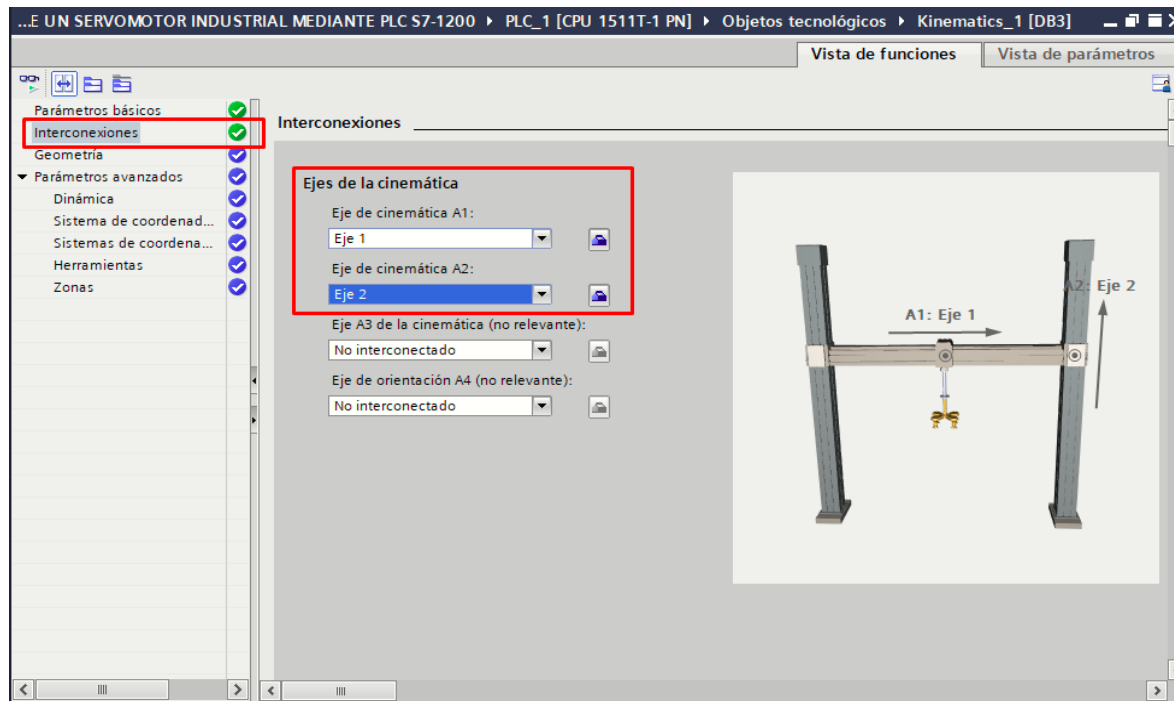 ...E UN SERVOMOTOR INDUSTRIAL MEDIANTE PLC S7-1200 ▸ PLC_1 [CPU 1511T-1 PN] ▸ Objetos tecnológicos ▸ Kinematics_1 [DB3]
Vista de funciones
Vista de parámetros
Parámetros básicos
Interconexiones
Geometría
Parámetros avanzados
Dinámica
Sistema de coordenad...
Sistemas de coordena...
Herramientas
Zonas
Interconexiones
Ejes de la cinemática
Eje de cinemática A1:
Eje 1
Eje de cinemática A2:
Eje 2
Eje A3 de la cinemática (no relevante):
No interconectado
Eje de orientación A4 (no relevante):
No interconectado
A1: Eje 1
A2: Eje 2